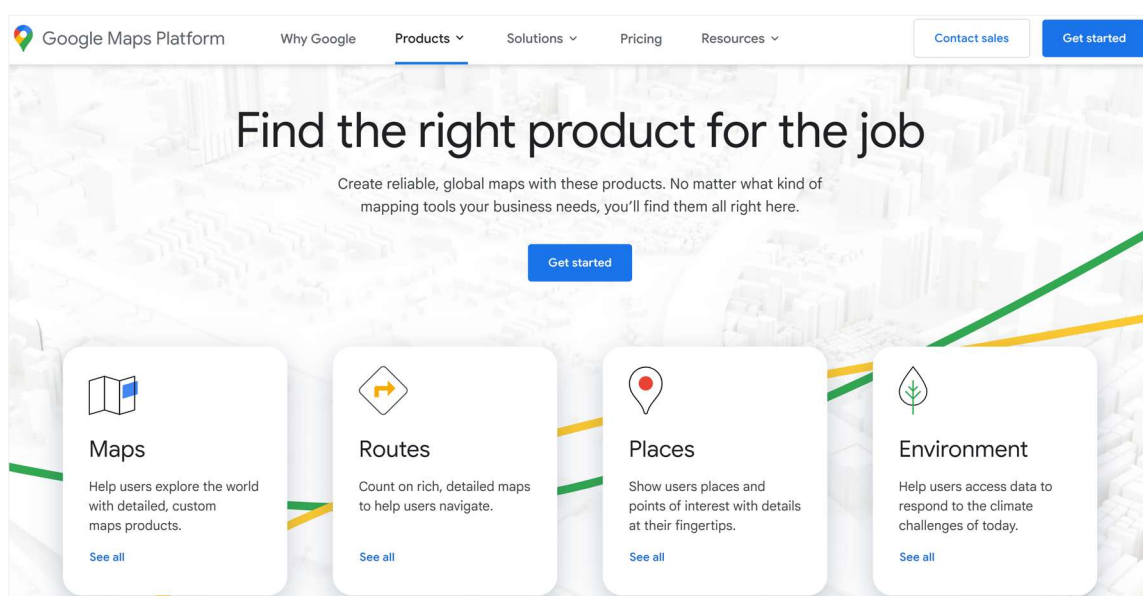 Google Maps Platform
Why Google
Products
Solutions
Pricing
Resources
Contact sales
Get started
Find the right product for the job
Create reliable, global maps with these products. No matter what kind of
mapping tools your business needs, you’ll find them all right here.
Get started
Maps
Help users explore the world
with detailed, custom
maps products.
See all
Routes
Count on rich, detailed maps
to help users navigate.
See all
Places
Show users places and
points of interest with details
at their fingertips.
See all
Environment
Help users access data to
respond to the climate
challenges of today.
See all